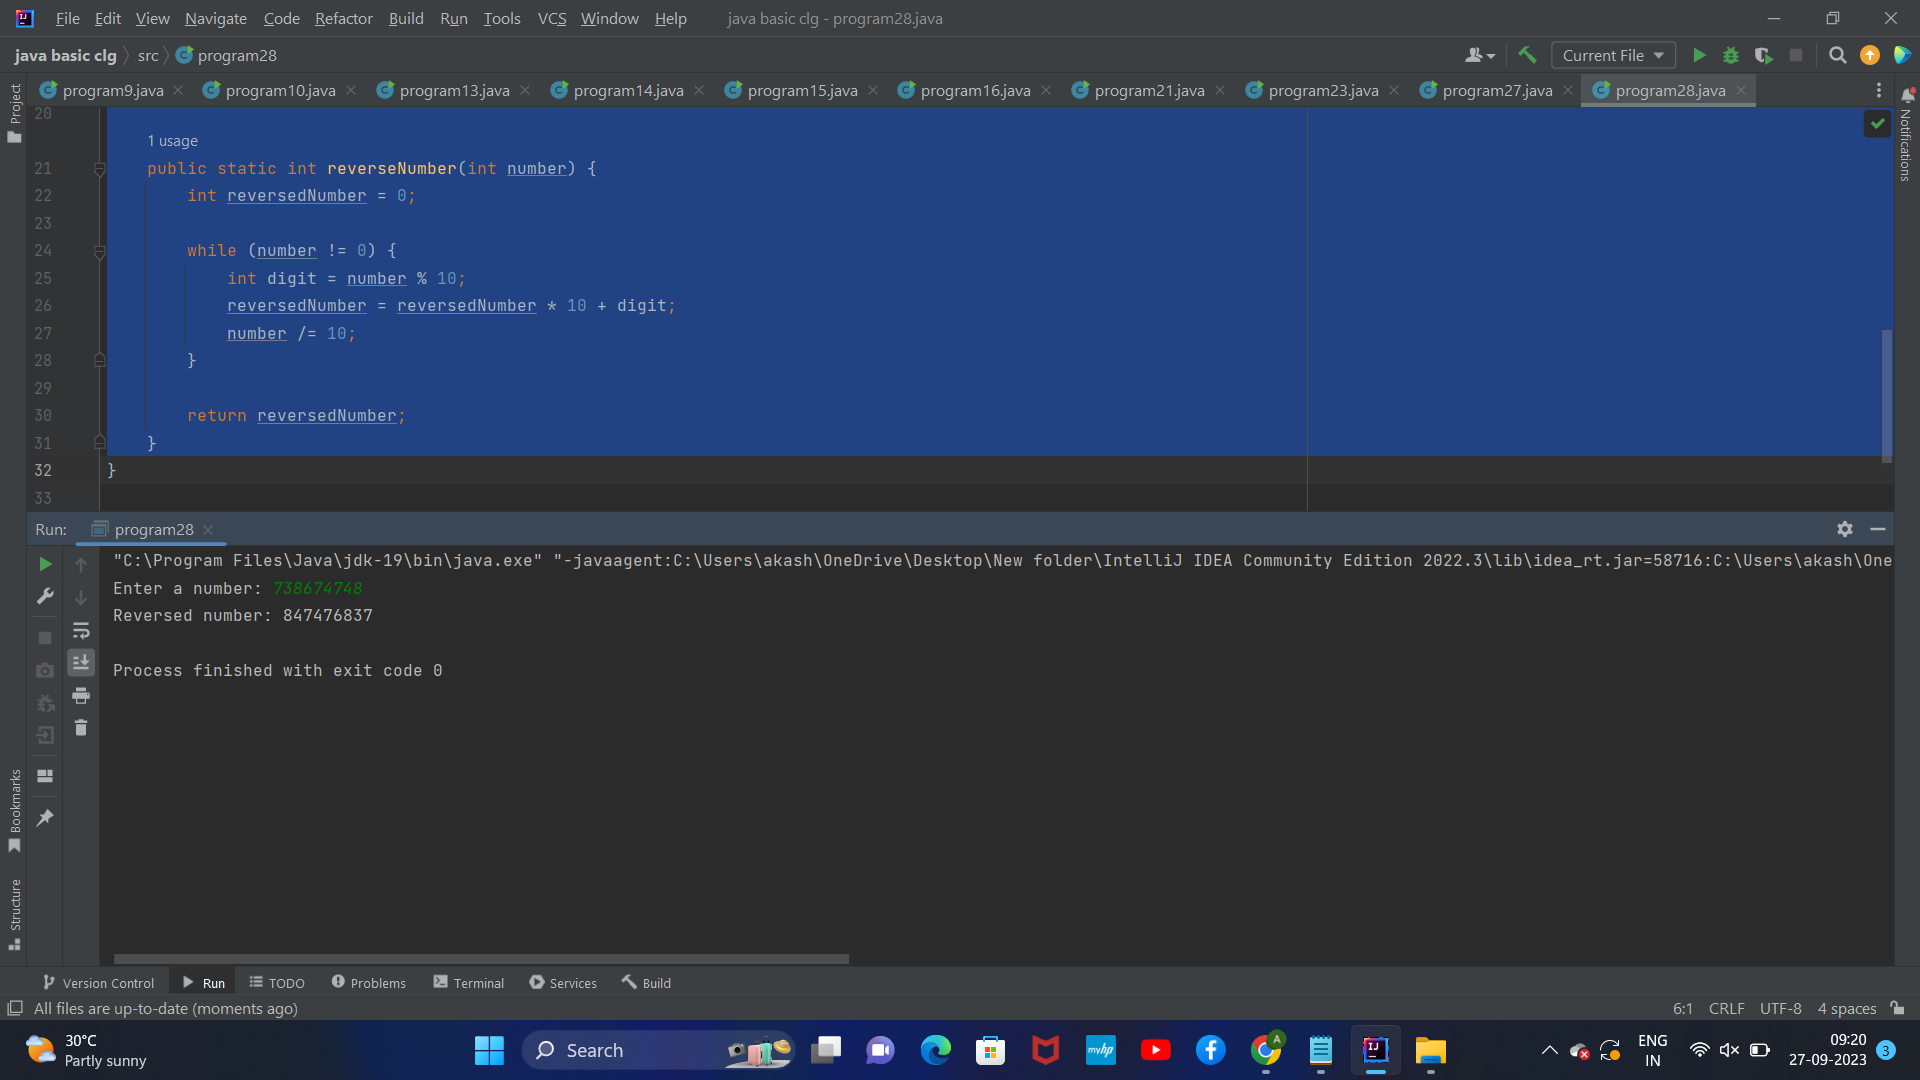 File Edit View Navigate Code Refactor Build Run Tools VCS Window Help java basic clg - program28.java
java basic clg src program28 Current File
program9.java program10.java program13.java program14.java program15.java program16.java program21.java program23.java program27.java program28.java
Project
Notifications
20
1 usage
21 public static int reverseNumber(int number) {
22 int reversedNumber = 0;
23
24 while (number != 0) {
25 int digit = number % 10;
26 reversedNumber = reversedNumber * 10 + digit;
27 number /= 10;
28 }
29
30 return reversedNumber;
31 }
32 }
33
Run: program28
"C:\Program Files\Java\jdk-19\bin\java.exe" "-javaagent:C:\Users\akash\OneDrive\Desktop\New folder\IntelliJ IDEA Community Edition 2022.3\lib\idea_rt.jar=58716:C:\Users\akash\One
Enter a number: 738674748
Reversed number: 847476837
Process finished with exit code 0
Bookmarks
Structure
Version Control Run TODO Problems Terminal Services Build
All files are up-to-date (moments ago) 6:1 CRLF UTF-8 4 spaces
30°C
Partly sunny
Search
myhp
A
IJ
ENG
IN
09:20
27-09-2023
3